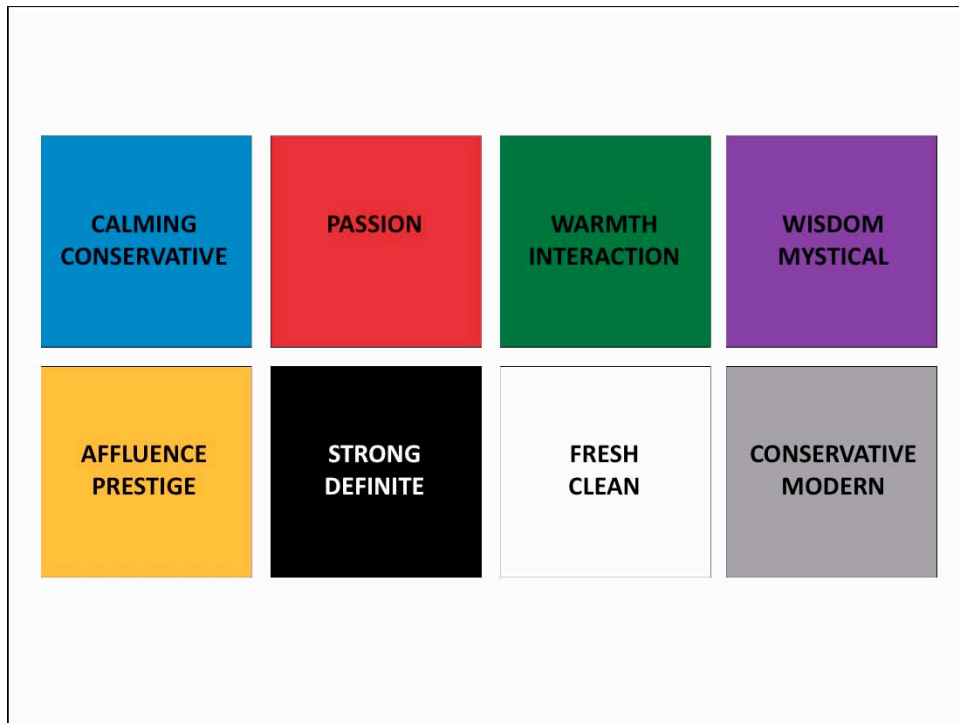 CALMING
CONSERVATIVE
PASSION
WARMTH
INTERACTION
WISDOM
MYSTICAL
AFFLUENCE
PRESTIGE
STRONG
DEFINITE
FRESH
CLEAN
CONSERVATIVE
MODERN